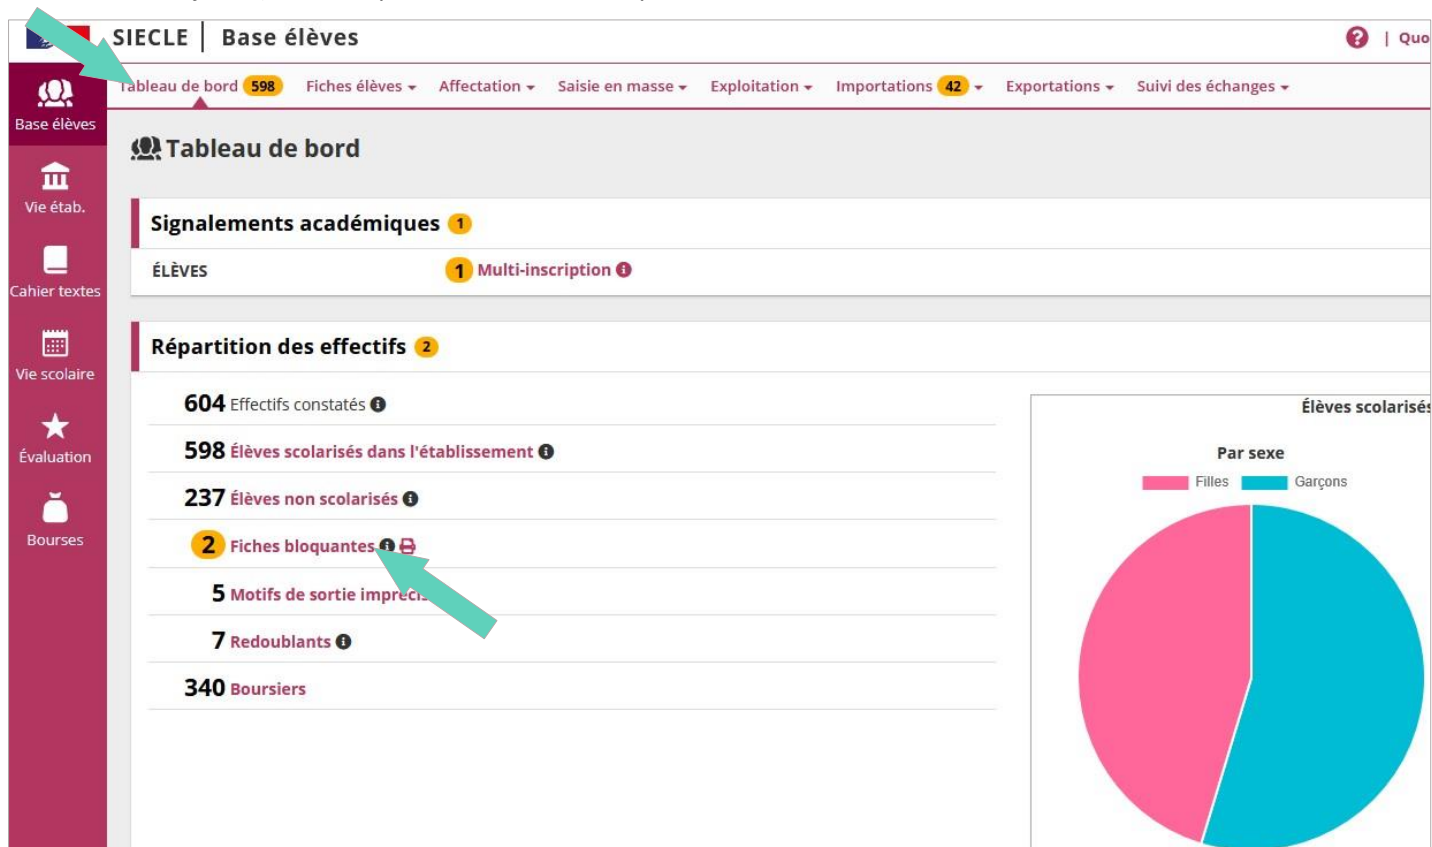 SIECLE | Base élèves
| Quo
Tableau de bord 598 Fiches élèves Affectation Saisie en masse Exploitation Importations 42 Exportations Suivi des échanges
Base élèves
Vie étab.
Cahier textes
Vie scolaire
Évaluation
Bourses
Tableau de bord
Signalements académiques 1
ÉLÈVES 1 Multi-inscription
Répartition des effectifs 2
604 Effectifs constatés
598 Élèves scolarisés dans l'établissement
237 Élèves non scolarisés
2 Fiches bloquantes
5 Motifs de sortie imprécis
7 Redoublants
340 Boursiers
Élèves scolarisés
Par sexe
Filles Garçons